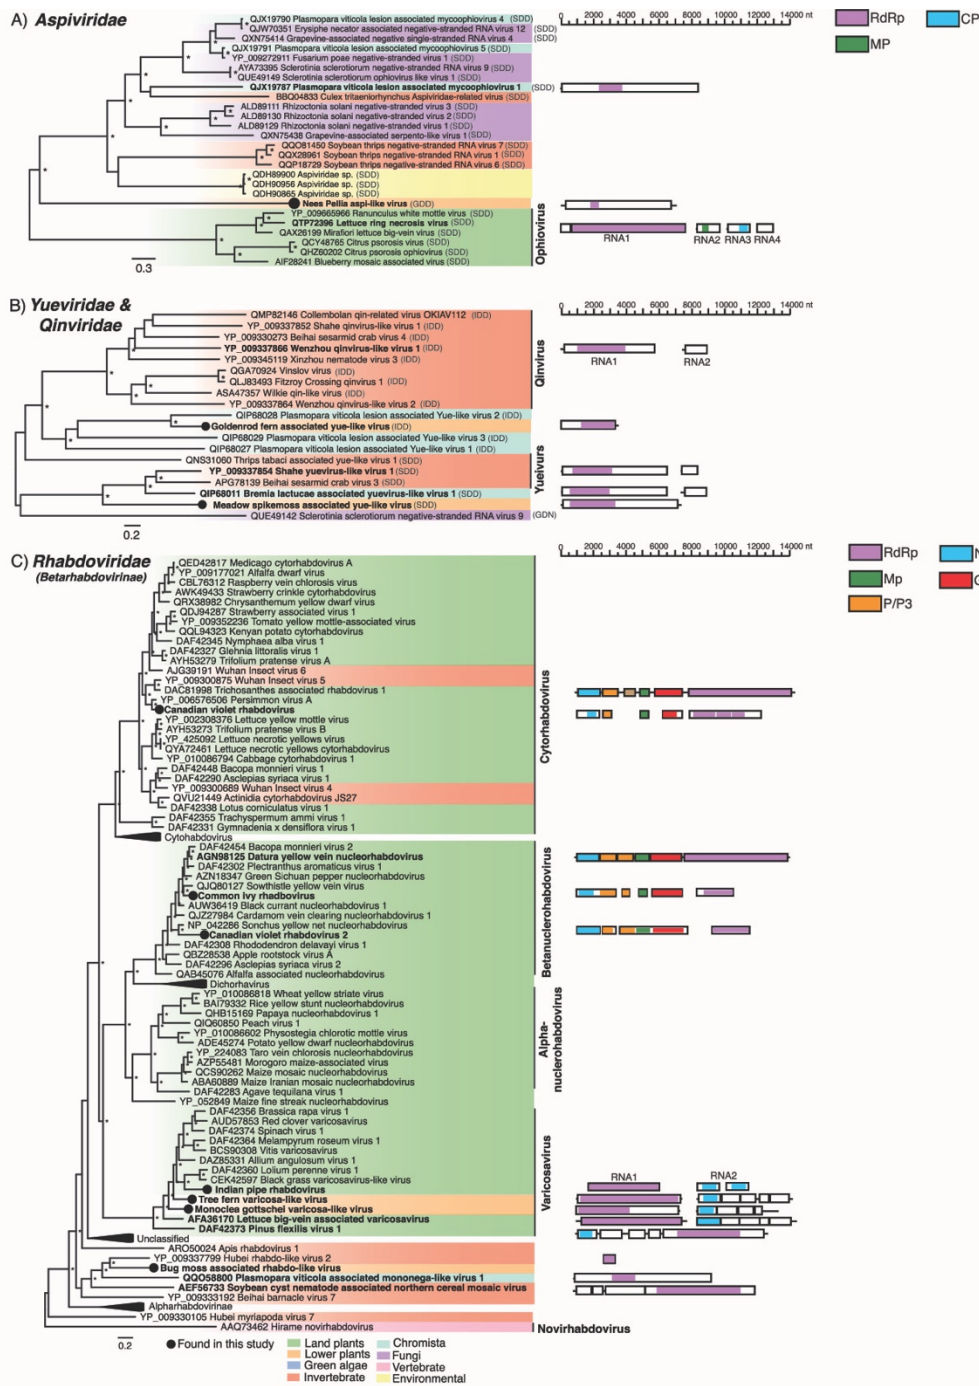 A) Aspiviridae
QJX19790 Plasmopara viticola lesion associated mycoophiovirus 4 (SDD)
QJW70351 Erysiphe necator associated negative-stranded RNA virus 12 (SDD)
QXN75414 Grapevine-associated negative single-stranded RNA virus 4 (SDD)
QJX19791 Plasmopara viticola lesion associated mycoophiovirus 5 (SDD)
YP_009272911 Fusarium poae negative-stranded virus 1 (SDD)
AYA73395 Sclerotinia sclerotiorum negative-stranded RNA virus 9 (SDD)
QUE49149 Sclerotinia sclerotiorum ophiovirus like virus 1 (SDD)
QJX19787 Plasmopara viticola lesion associated mycoophiovirus 1 (SDD)
BBQ04833 Culex tritaeniorhynchus Aspiviridae-related virus (SDD)
ALD89111 Rhizoctonia solani negative-stranded virus 3 (SDD)
ALD89130 Rhizoctonia solani negative-stranded virus 2 (SDD)
ALD89129 Rhizoctonia solani negative-stranded virus 1 (SDD)
QXN75438 Grapevine-associated serpento-like virus 1 (SDD)
QQO81450 Soybean thrips negative-stranded RNA virus 7 (SDD)
QQX28961 Soybean thrips negative-stranded RNA virus 1 (SDD)
QQP18729 Soybean thrips negative-stranded RNA virus 6 (SDD)
QDH89900 Aspiviridae sp. (SDD)
QDH90956 Aspiviridae sp. (SDD)
QDH90865 Aspiviridae sp. (SDD)
Nees Pellia aspi-like virus (GDD)
YP_009665966 Ranunculus white mottle virus (SDD)
QTP72396 Lettuce ring necrosis virus (SDD)
QAX26199 Mirafiori lettuce big-vein virus (SDD)
QCY48765 Citrus psorosis virus (SDD)
QHZ60202 Citrus psorosis ophiovirus (SDD)
AIF28241 Blueberry mosaic associated virus (SDD)
0.3
Ophiovirus
0 2000 4000 6000 8000 10000 12000 14000 nt
RdRp
CP
MP
RNA1 RNA2 RNA3 RNA4
B) Yueviridae &
Qinviridae
QMP82146 Collembolan qin-related virus OKIAV112 (IDD)
YP_009337852 Shahe qinvirus-like virus 1 (IDD)
YP_009330273 Beihai sesarmid crab virus 4 (IDD)
YP_009337866 Wenzhou qinvirus-like virus 1 (IDD)
YP_009345119 Xinzhou nematode virus 3 (IDD)
QGA70924 Vinslov virus (IDD)
QLJ83493 Fitzroy Crossing qinvirus 1 (IDD)
ASA47357 Wilkie qin-like virus (IDD)
YP_009337864 Wenzhou qinvirus-like virus 2 (IDD)
QIP68028 Plasmopara viticola lesion associated Yue-like virus 2 (IDD)
Goldenrod fern associated yue-like virus (IDD)
QIP68029 Plasmopara viticola lesion associated Yue-like virus 3 (IDD)
QIP68027 Plasmopara viticola lesion associated Yue-like virus 1 (IDD)
QNS31060 Thrips tabaci associated yue-like virus 1 (SDD)
YP_009337854 Shahe yuevirus-like virus 1 (SDD)
APG78139 Beihai sesarmid crab virus 3 (SDD)
QIP68011 Bremia lactucae associated yuevirus-like virus 1 (SDD)
Meadow spikemoss associated yue-like virus (SDD)
QUE49142 Sclerotinia sclerotiorum negative-stranded RNA virus 9 (GDN)
0.2
Qinvirus
Yueivurs
0 2000 4000 6000 8000 10000 12000 14000 nt
RNA1 RNA2
C) Rhabdoviridae
(Betarhabdovirinae)
QED42817 Medicago cytorhabdovirus A
YP_009177021 Alfalfa dwarf virus
CBL76312 Raspberry vein chlorosis virus
AWK49433 Strawberry crinkle cytorhabdovirus
QRX38982 Chrysanthemum yellow dwarf virus
QDJ94287 Strawberry associated virus 1
YP_009352236 Tomato yellow mottle-associated virus
QQL94323 Kenyan potato cytorhabdovirus
DAF42345 Nymphaea alba virus 1
DAF42327 Glehnia littoralis virus 1
AYH53279 Trifolium pratense virus A
AJG39191 Wuhan Insect virus 6
YP_009300875 Wuhan Insect virus 5
DAC81998 Trichosanthes associated rhabdovirus 1
YP_006576506 Persimmon virus A
Canadian violet rhabdovirus
YP_002308376 Lettuce yellow mottle virus
AYH53273 Trifolium pratense virus B
YP_425092 Lettuce necrotic yellows virus
QYA72461 Lettuce necrotic yellows cytorhabdovirus
YP_010086794 Cabbage cytorhabdovirus 1
DAF42448 Bacopa monnieri virus 1
DAF42290 Asclepias syriaca virus 1
YP_009300689 Wuhan Insect virus 4
QVU21449 Actinidia cytorhabdovirus JS27
DAF42338 Lotus corniculatus virus 1
DAF42355 Trachyspermum ammi virus 1
DAF42331 Gymnadenia x densiflora virus 1
Cytohabdovirus
DAF42454 Bacopa monnieri virus 2
AGN98125 Datura yellow vein nucleorhabdovirus
DAF42302 Plectranthus aromaticus virus 1
AZN18347 Green Sichuan pepper nucleorhabdovirus
QJQ80127 Sowthistle yellow vein virus
Common Ivy rhadbovirus
AUW36419 Black currant nucleorhabdovirus 1
QJZ27984 Cardamom vein clearing nucleorhabdovirus 1
NP_042286 Sonchus yellow net nucleorhabdovirus
Canadian violet rhabdovirus 2
DAF42308 Rhododendron delavayi virus 1
QBZ28538 Apple rootstock virus A
DAF42296 Asclepias syriaca virus 2
QAB45076 Alfalfa associated nucleorhabdovirus
Dichorhavirus
YP_010086818 Wheat yellow striate virus
BAI79332 Rice yellow stunt nucleorhabdovirus
QHB15169 Papaya nucleorhabdovirus 1
QIQ60850 Peach virus 1
YP_010086602 Physostegia chlorotic mottle virus
ADE45274 Potato yellow dwarf nucleorhabdovirus
YP_224083 Taro vein chlorosis nucleorhabdovirus
AZP55481 Morogoro maize-associated virus
QCS90262 Maize mosaic nucleorhabdovirus
ABA60889 Maize Iranian mosaic nucleorhabdovirus
DAF42283 Agave tequilana virus 1
YP_052849 Maize fine streak nucleorhabdovirus
DAF42356 Brassica rapa virus 1
AUD57853 Red clover varicosavirus
DAF42374 Spinach virus 1
DAF42364 Melampyrum roseum virus 1
BCS90308 Vitis varicosavirus
DAZ85331 Allium angulosum virus 1
DAF42360 Lolium perenne virus 1
CEK42597 Black grass varicosavirus-like virus
Indian pipe rhabdovirus
Tree fern varicosa-like virus
Monoclea gottschel varicosa-like virus
AFA36170 Lettuce big-vein associated varicosavirus
DAF42373 Pinus flexilis virus 1
Unclassified
ARO50024 Apis rhabdovirus 1
YP_009337799 Hubei rhabdo-like virus 2
Bug moss associated rhabdo-like virus
QQO58800 Plasmopara viticola associated mononega-like virus 1
AEF56733 Soybean cyst nematode associated northern cereal mosaic virus
YP_009333192 Beihai barnacle virus 7
Alpharhabdovirinae
YP_009330105 Hubei myriapoda virus 7
AAQ73462 Hirame novirhabdovirus
Novirhabdovirus
0.2
Cytorhabdovirus
Betanuclerohabdovirus
Alpha-
nuclerohabdovirus
Varicosavirus
0 2000 4000 6000 8000 10000 12000 14000 nt
RdRp
N
Mp
P/P3
RNA1 RNA2
Found in this study
Land plants
Lower plants
Green algae
Invertebrate
Chromista
Fungi
Vertebrate
Environmental